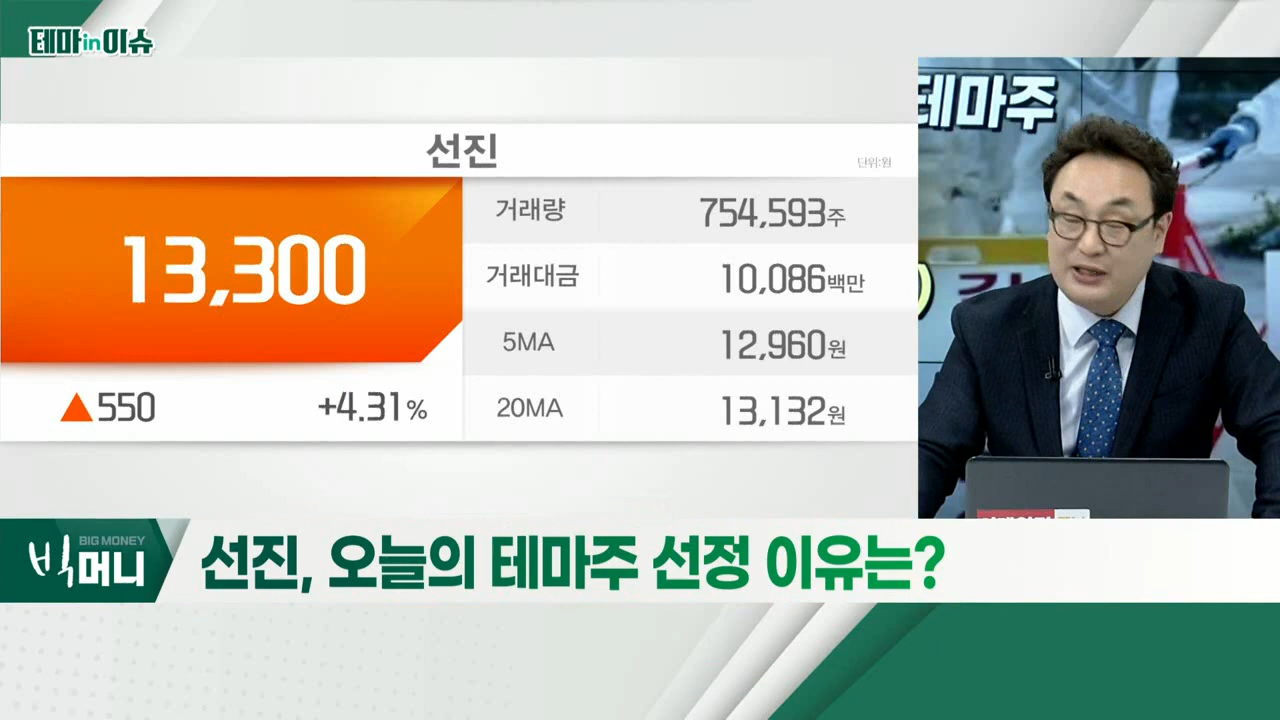 테마in이슈
테마주
선진
단위:원
13,300
▲550 +4.31%
거래량 754,593주
거래대금 10,086백만
5MA 12,960원
20MA 13,132원
BIG MONEY
빅머니
선진, 오늘의 테마주 선정 이유는?